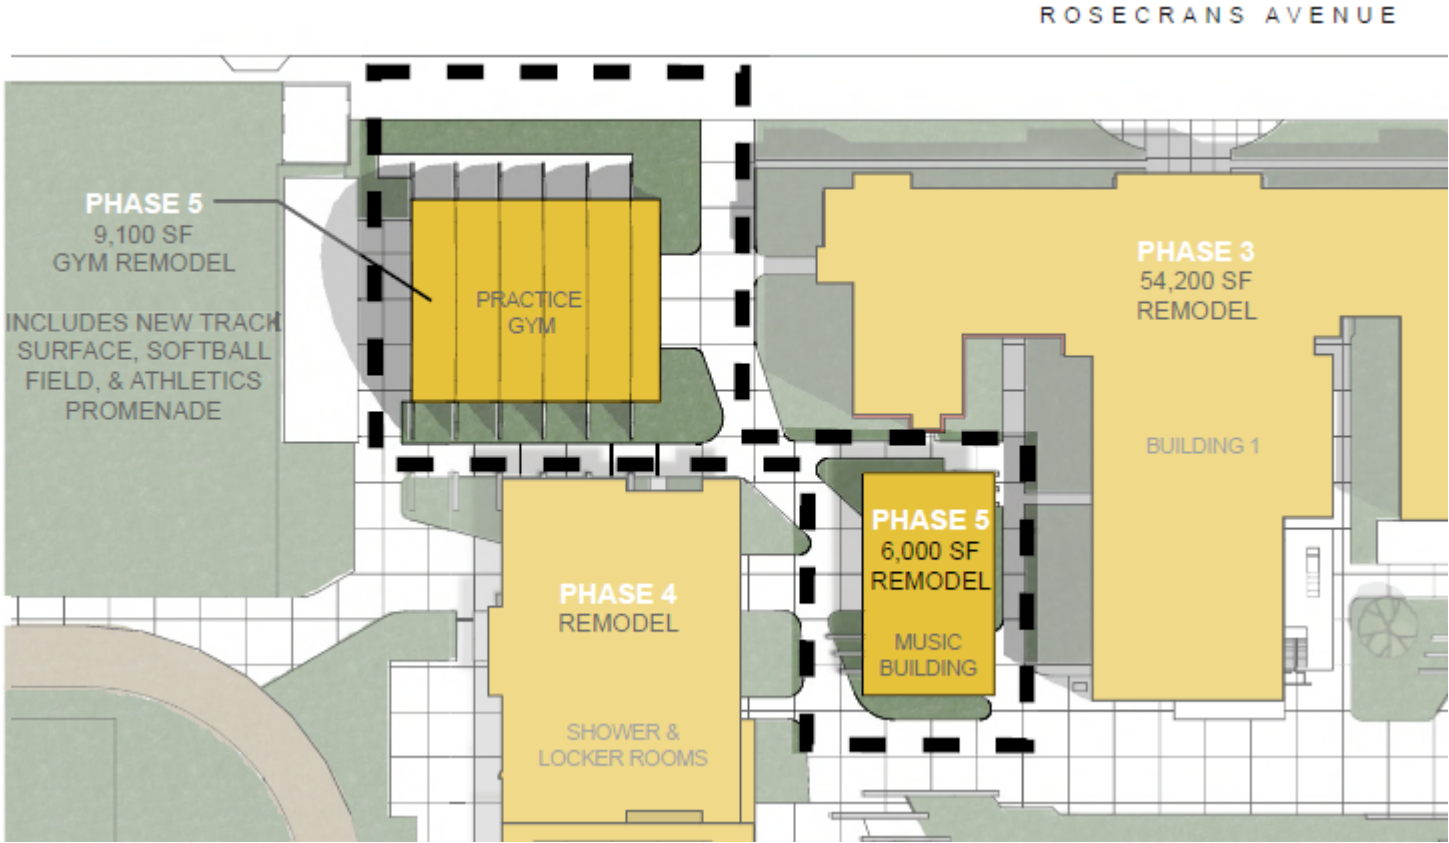 ROSECRANS AVENUE
PHASE 5
9,100 SF
GYM REMODEL
INCLUDES NEW TRACK
SURFACE, SOFTBALL
FIELD, & ATHLETICS
PROMENADE
PRACTICE
GYM
PHASE 3
54,200 SF
REMODEL
BUILDING 1
PHASE 5
6,000 SF
REMODEL
MUSIC
BUILDING
PHASE 4
REMODEL
SHOWER &
LOCKER ROOMS